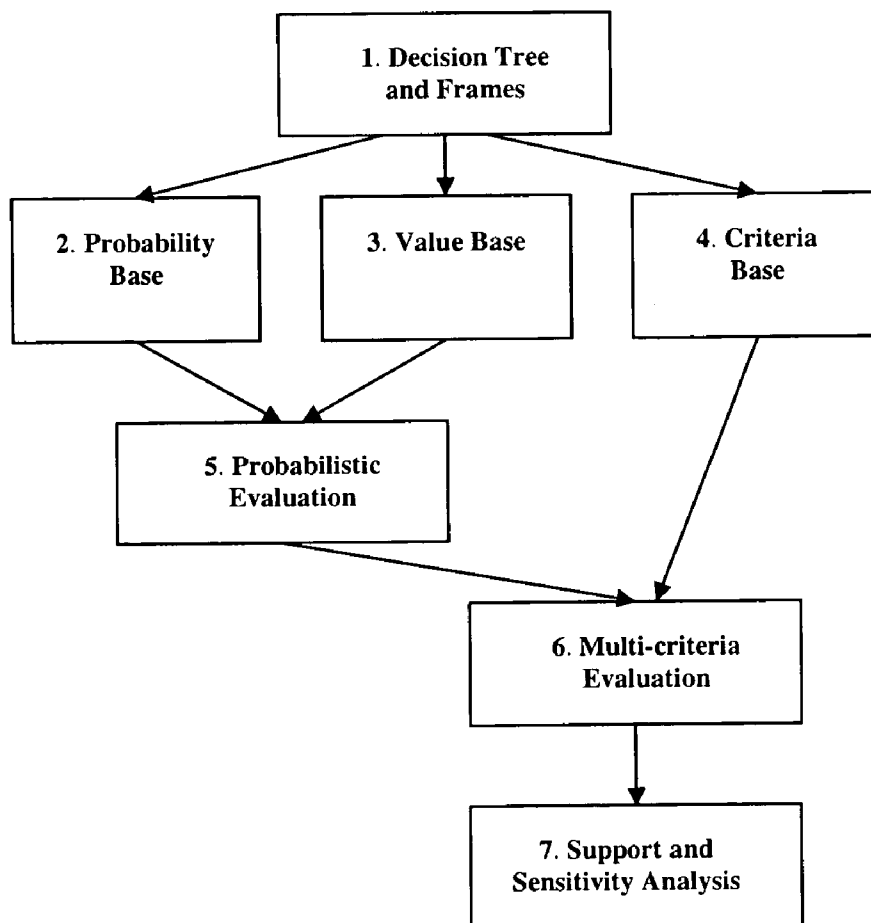 1. Decision Tree
and Frames
2. Probability
Base
3. Value Base
4. Criteria
Base
5. Probabilistic
Evaluation
6. Multi-criteria
Evaluation
7. Support and
Sensitivity Analysis